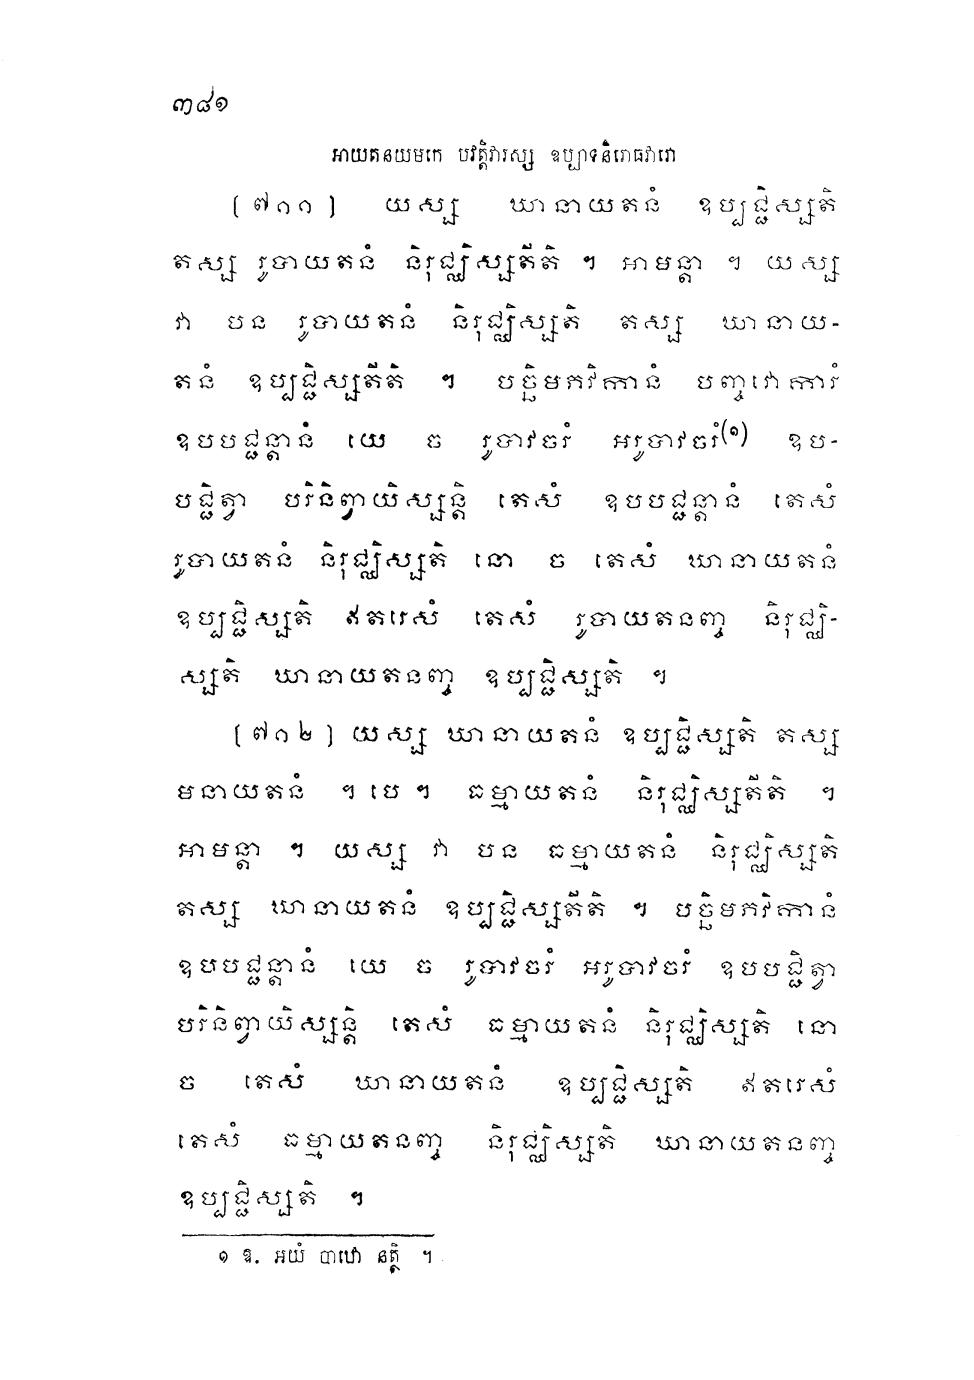 ៣៨១
អាយតនយមកេ បវត្តិវារស្ស ឧប្បាទនិរោធវារោ
[៧១១] យស្ស ឃានាយតនំ ឧប្បជ្ជិស្សតិ
តស្ស រូបាយតនំ និរុជ្ឈិស្សតីតិ ។ អាមន្តា ។ យស្ស
វា បន រូបាយតនំ និរុជ្ឈិស្សតិ តស្ស ឃានាយ-
តនំ ឧប្បជ្ជិស្សតីតិ ។ បច្ឆិមភវិកានំ បញ្ចវោការំ
ឧបបជ្ជន្តានំ យេ ច រូបាវចរំ អរូបាវចរំ(១) ឧប-
បជ្ជិត្វា បរិនិព្វាយិស្សន្តិ តេសំ ឧបបជ្ជន្តានំ តេសំ
រូបាយតនំ និរុជ្ឈិស្សតិ នោ ច តេសំ ឃានាយតនំ
ឧប្បជ្ជិស្សតិ ឥតរេសំ តេសំ រូបាយតនញ្ច និរុជ្ឈិ-
ស្សតិ ឃានាយតនញ្ច ឧប្បជ្ជិស្សតិ ។
[៧១២] យស្ស ឃានាយតនំ ឧប្បជ្ជិស្សតិ តស្ស
មនាយតនំ ។ បេ ។ ធម្មាយតនំ និរុជ្ឈិស្សតីតិ ។
អាមន្តា ។ យស្ស វា បន ធម្មាយតនំ និរុជ្ឈិស្សតិ
តស្ស ឃានាយតនំ ឧប្បជ្ជិស្សតីតិ ។ បច្ឆិមភវិកានំ
ឧបបជ្ជន្តានំ យេ ច រូបាវចរំ អរូបាវចរំ ឧបបជ្ជិត្វា
បរិនិព្វាយិស្សន្តិ តេសំ ធម្មាយតនំ និរុជ្ឈិស្សតិ នោ
ច តេសំ ឃានាយតនំ ឧប្បជ្ជិស្សតិ ឥតរេសំ
តេសំ ធម្មាយតនញ្ច និរុជ្ឈិស្សតិ ឃានាយតនញ្ច
ឧប្បជ្ជិស្សតិ ។
១ ឱ. អយំ បាឋោ នត្ថិ ។